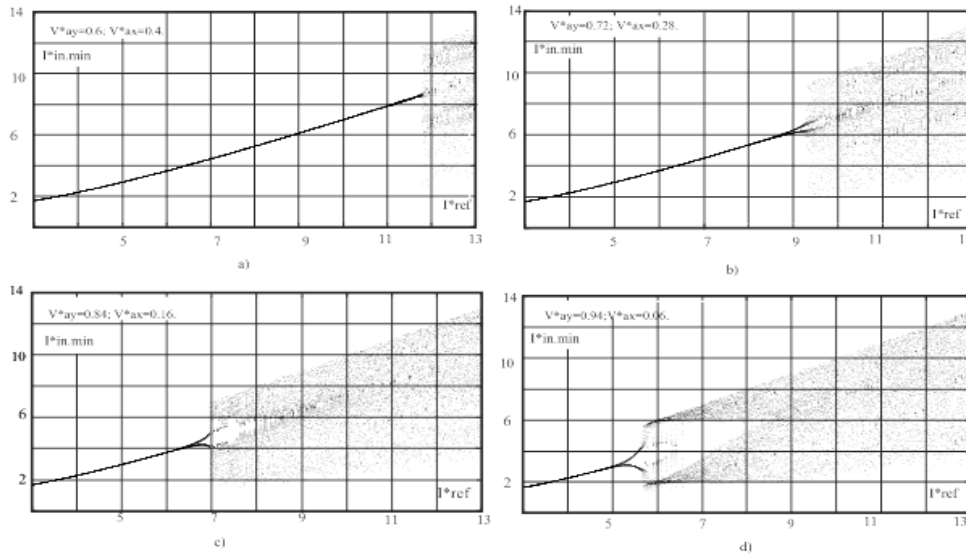 14
V*ay=0.6; V*ax=0.4.
I*in.min
10
6
2
I*ref
5 7 9 11 13
a)
14
V*ay=0.72; V*ax=0.28.
I*in.min
10
6
2
I*ref
5 7 9 11 13
b)
14
V*ay=0.84; V*ax=0.16.
I*in.min
10
6
2
I*ref
5 7 9 11 13
c)
14
V*ay=0.94;V*ax=0.06.
I*in.min
10
6
2
I*ref
5 7 9 11 13
d)